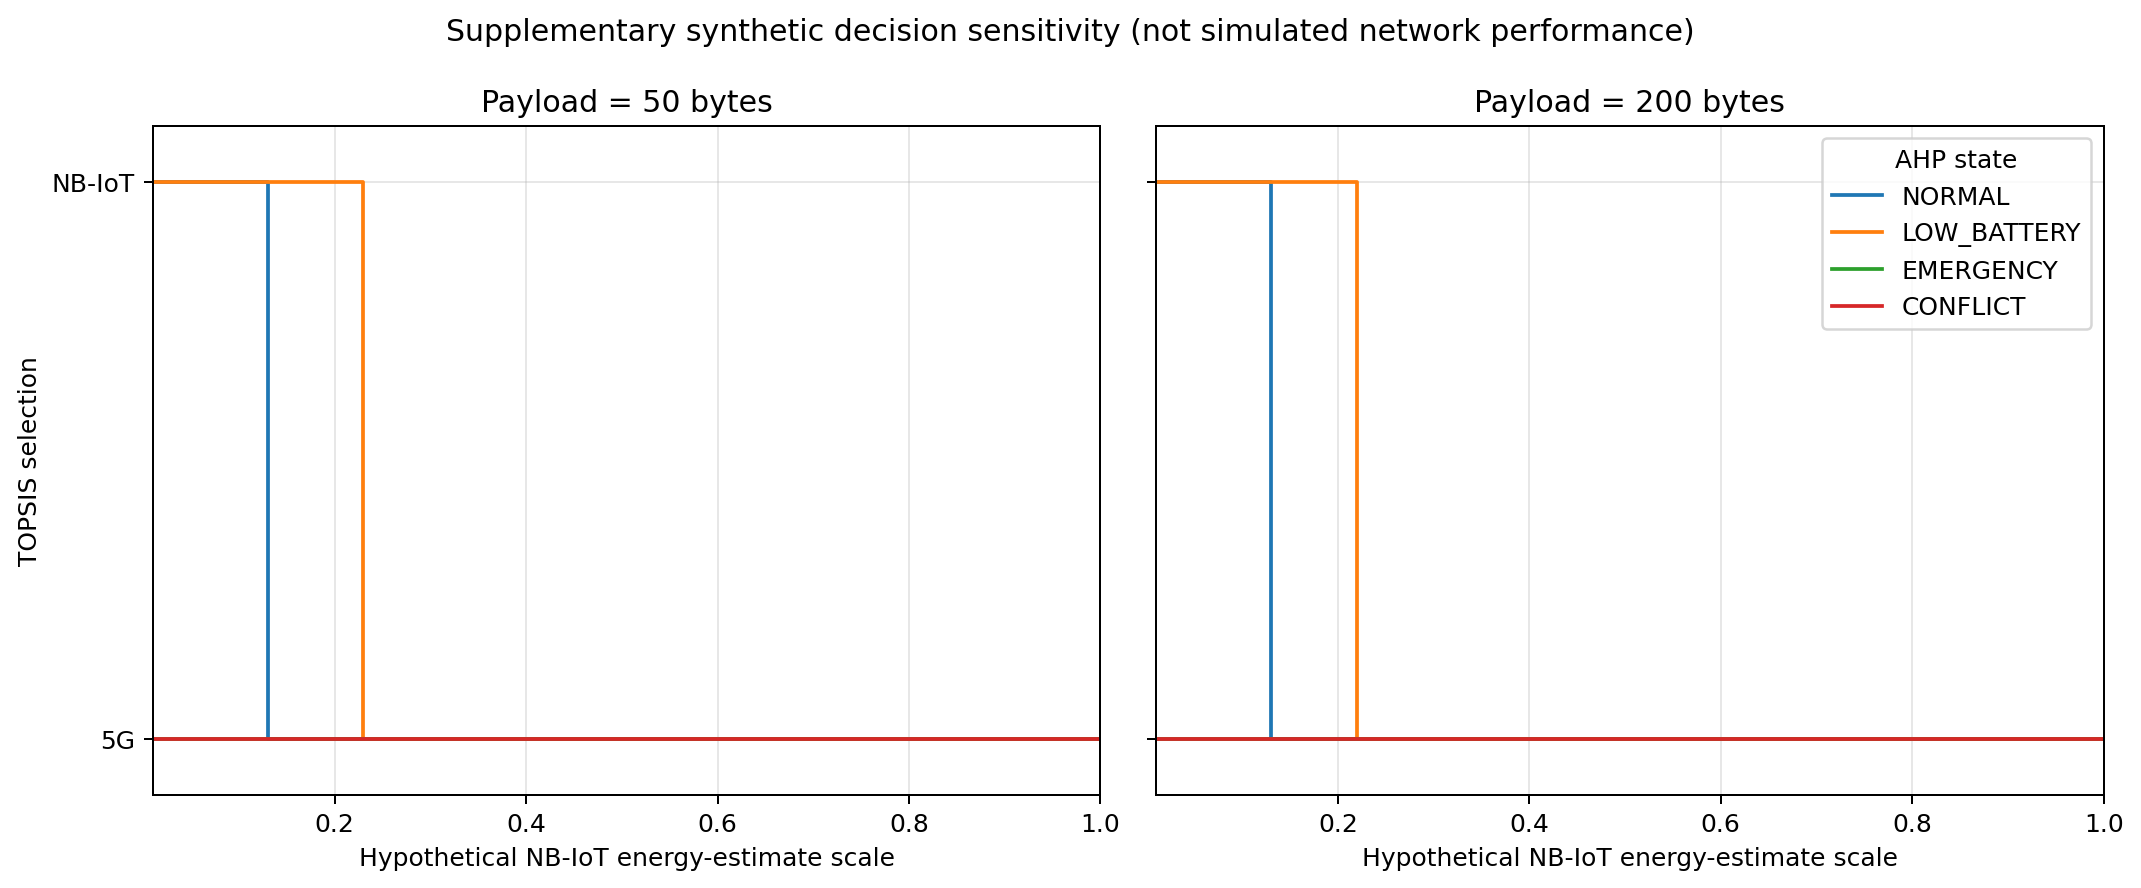 Supplementary synthetic decision sensitivity (not simulated network performance)
Payload = 50 bytes
Payload = 200 bytes
TOPSIS selection
NB-IoT
5G
0.2
0.4
0.6
0.8
1.0
Hypothetical NB-IoT energy-estimate scale
AHP state
NORMAL
LOW_BATTERY
EMERGENCY
CONFLICT
0.2
0.4
0.6
0.8
1.0
Hypothetical NB-IoT energy-estimate scale